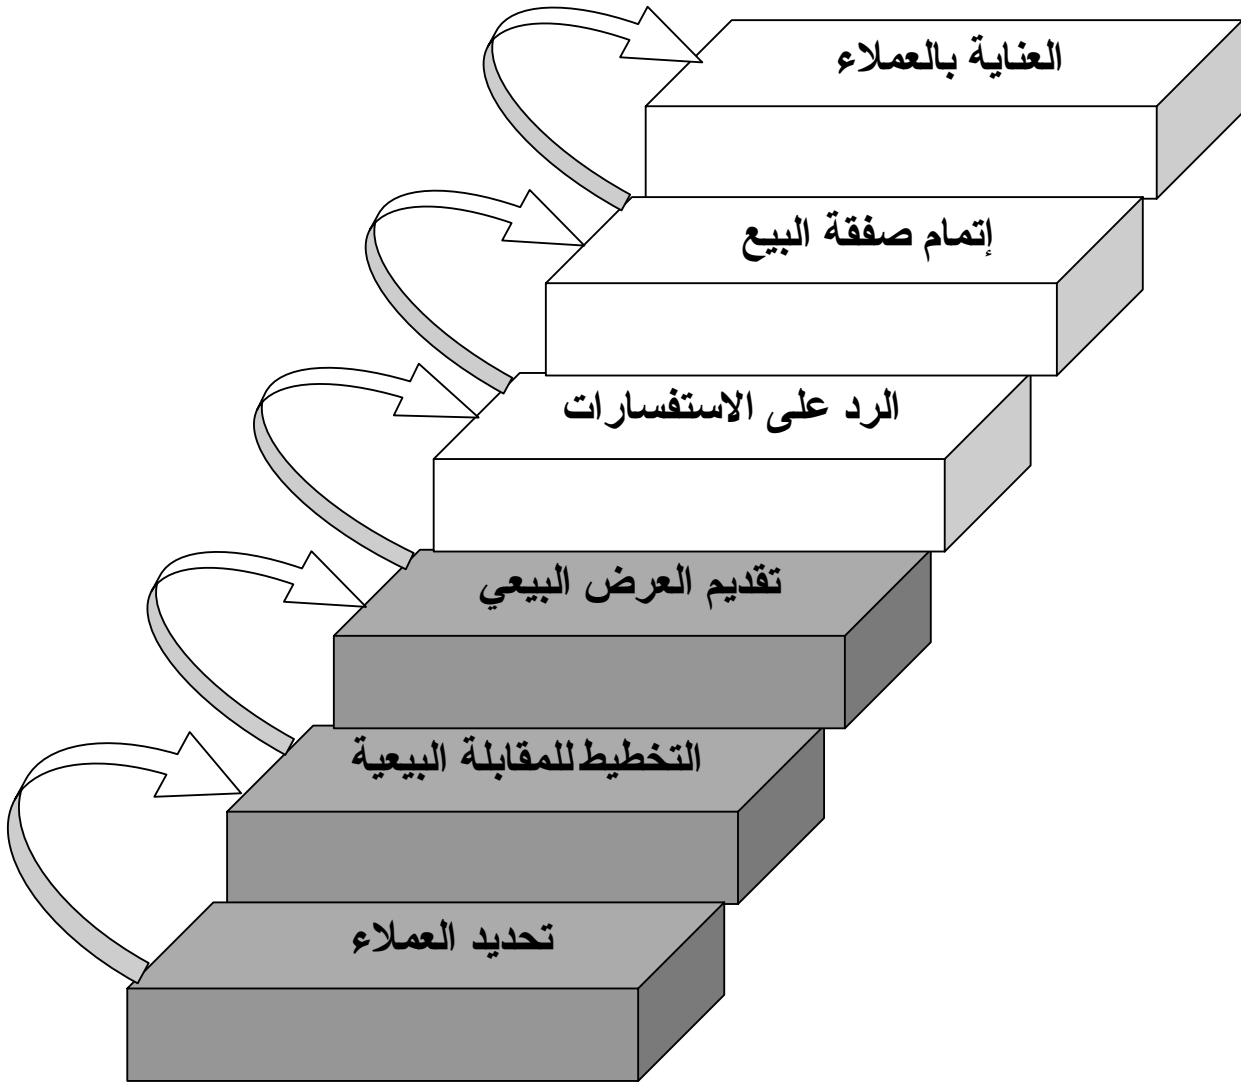 العناية بالعملاء
إتمام صفقة البيع
الرد على الاستفسارات
تقديم العرض البيعي
التخطيط للمقابلة البيعية
تحديد العملاء